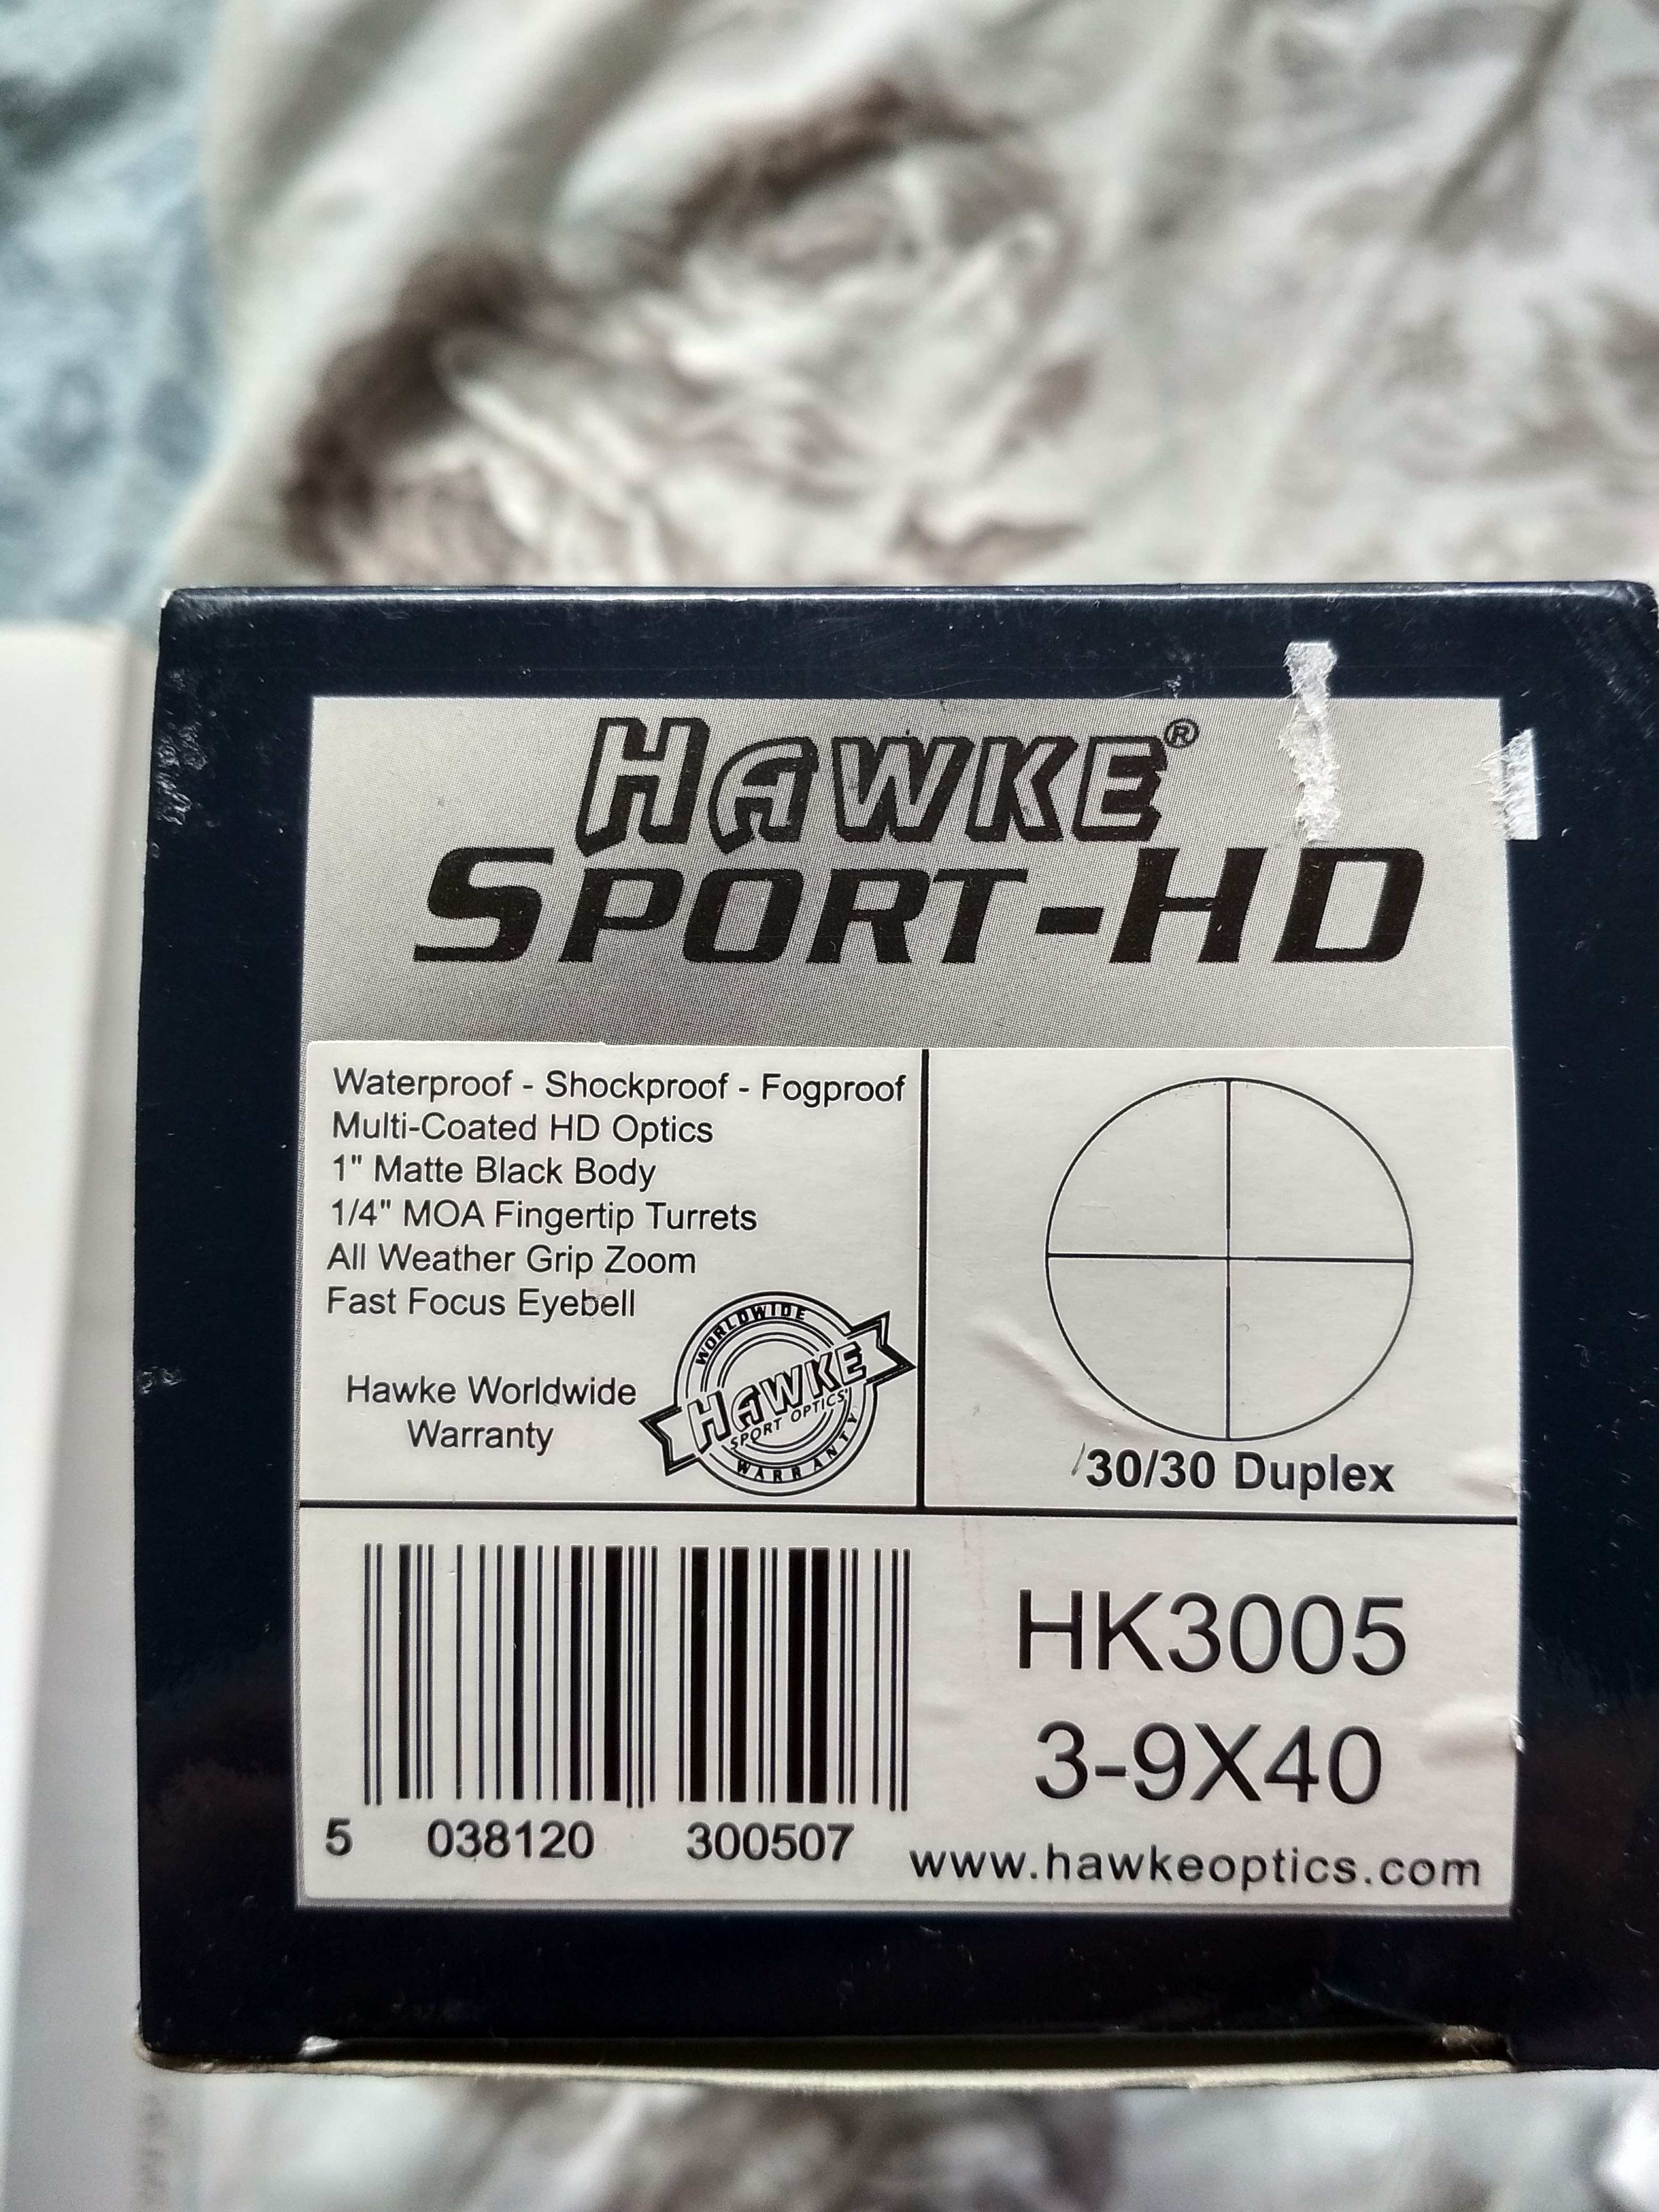 HAWKE®
SPORT-HD
Waterproof - Shockproof - Fogproof
Multi-Coated HD Optics
1" Matte Black Body
1/4" MOA Fingertip Turrets
All Weather Grip Zoom
Fast Focus Eyebell
Hawke Worldwide
Warranty
WORLDWIDE
HAWKE
SPORT OPTICS
WARRANTY
30/30 Duplex
5 038120 300507
HK3005
3-9X40
www.hawkeoptics.com